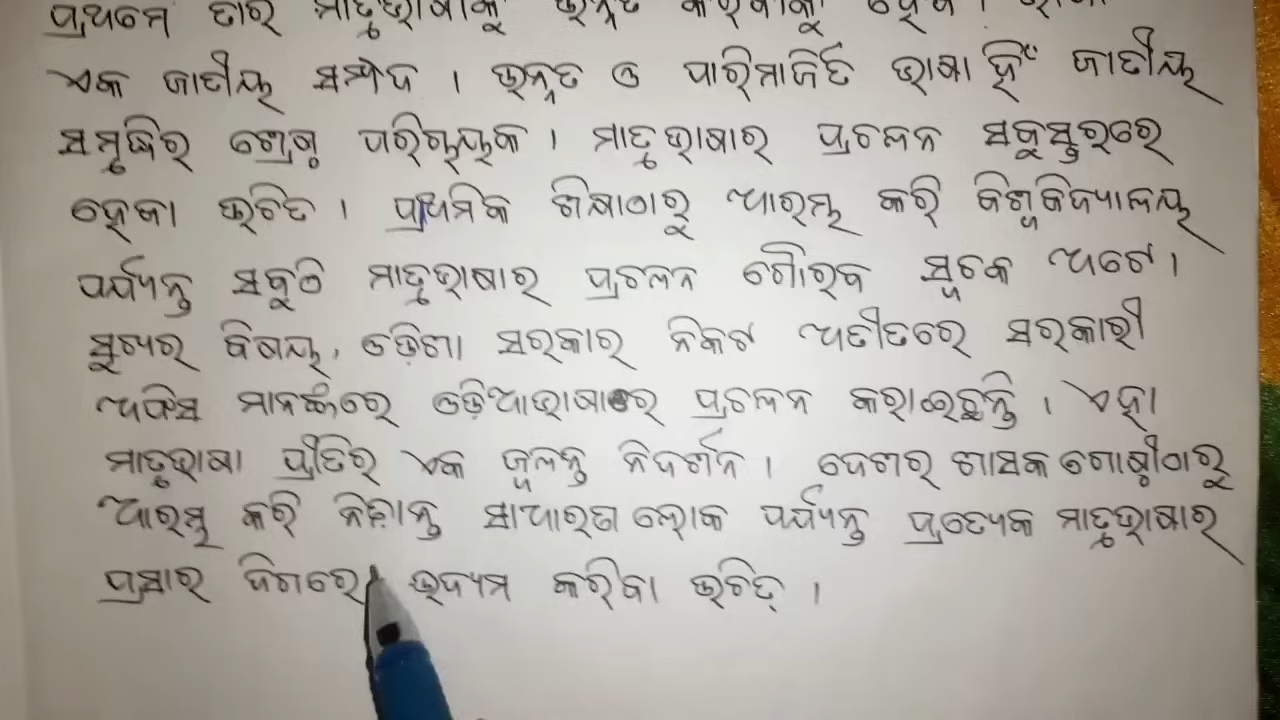 ପ୍ରଥମେ ତାର ମାତୃଭାଷାକୁ ଉନ୍ନତ କରିବାକୁ ହେବ । ଭାଷା
ଏକ ଜାତୀୟ ସମ୍ପଦ । ଉନ୍ନତ ଓ ପାରିମାର୍ଜିତ ଭାଷା ହିଁ ଜାତୀୟ
ସମୃଦ୍ଧିର ଶ୍ରେଷ୍ଠ ପରିଚାୟକ । ମାତୃଭାଷାର ପ୍ରଚଳନ ସବୁସ୍ତରରେ
ହେବା ଉଚିତ । ପ୍ରାଥମିକ ଶିକ୍ଷାଠାରୁ ଆରମ୍ଭ କରି ବିଶ୍ୱବିଦ୍ୟାଳୟ
ପର୍ଯ୍ୟନ୍ତ ସବୁଠି ମାତୃଭାଷାର ପ୍ରଚଳନ ଗୌରବ ସୂଚକ ଅଟେ ।
ସୁଖର ବିଷୟ, ଓଡ଼ିଶା ସରକାର ନିକଟ ଅତୀତରେ ସରକାରୀ
ଅଫିସ ମାନଙ୍କରେ ଓଡ଼ିଆଭାଷାର ପ୍ରଚଳନ କରାଇଛନ୍ତି । ଏହା
ମାତୃଭାଷା ପ୍ରୀତିର ଏକ ଜ୍ୱଳନ୍ତ ନିଦର୍ଶନ । ଦେଶର ଶାସକ ଗୋଷ୍ଠୀଠାରୁ
ଆରମ୍ଭ କରି ନିହାତ ସାଧାରଣ ଲୋକ ପର୍ଯ୍ୟନ୍ତ ପ୍ରତ୍ୟେକ ମାତୃଭାଷାର
ପ୍ରସାର ଦିଗରେ ଉଦ୍ୟମ କରିବା ଉଚିତ୍ ।